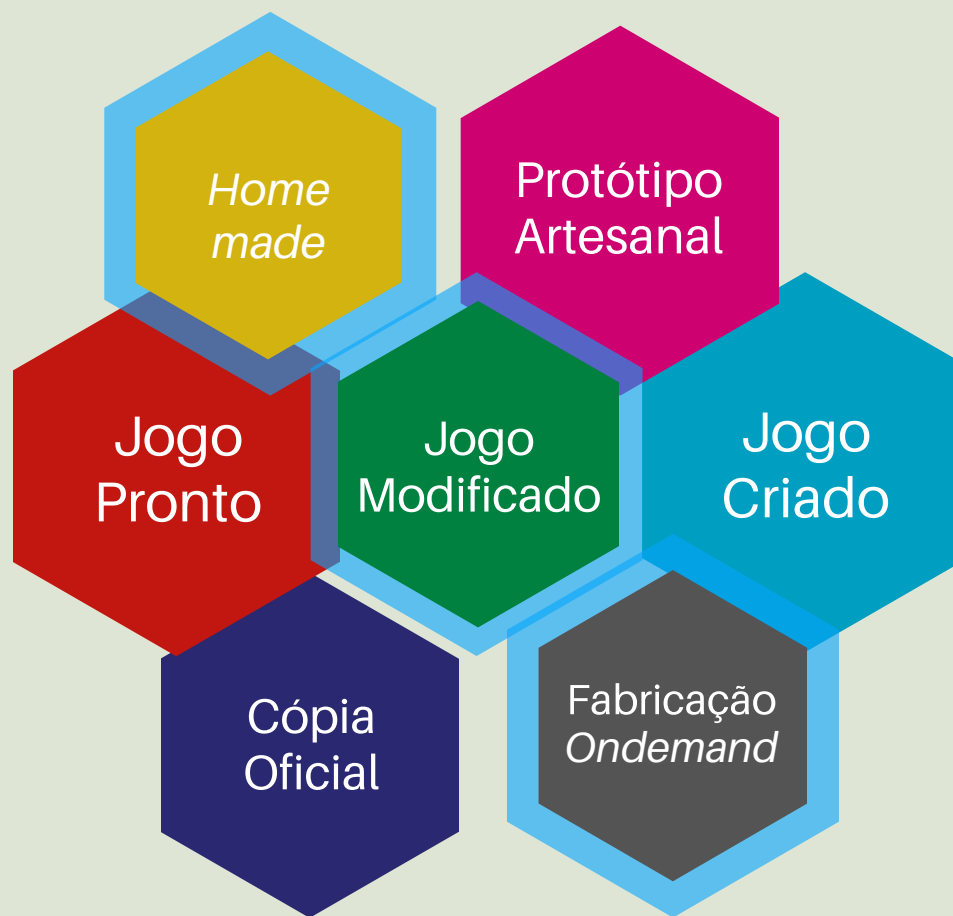 Home
made
Protótipo
Artesanal
Jogo
Pronto
Jogo
Modificado
Jogo
Criado
Cópia
Oficial
Fabricação
Ondemand